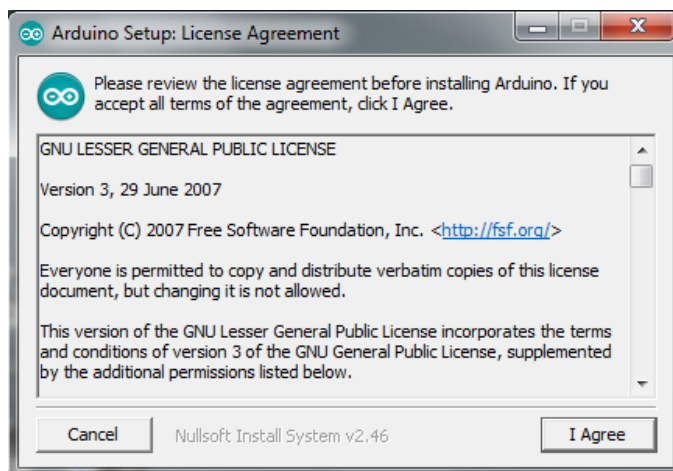 Arduino Setup: License Agreement
Please review the license agreement before installing Arduino. If you
accept all terms of the agreement, click I Agree.
GNU LESSER GENERAL PUBLIC LICENSE
Version 3, 29 June 2007
Copyright (C) 2007 Free Software Foundation, Inc. <http://fsf.org/>
Everyone is permitted to copy and distribute verbatim copies of this license
document, but changing it is not allowed.
This version of the GNU Lesser General Public License incorporates the terms
and conditions of version 3 of the GNU General Public License, supplemented
by the additional permissions listed below.
Cancel Nullsoft Install System v2.46 I Agree